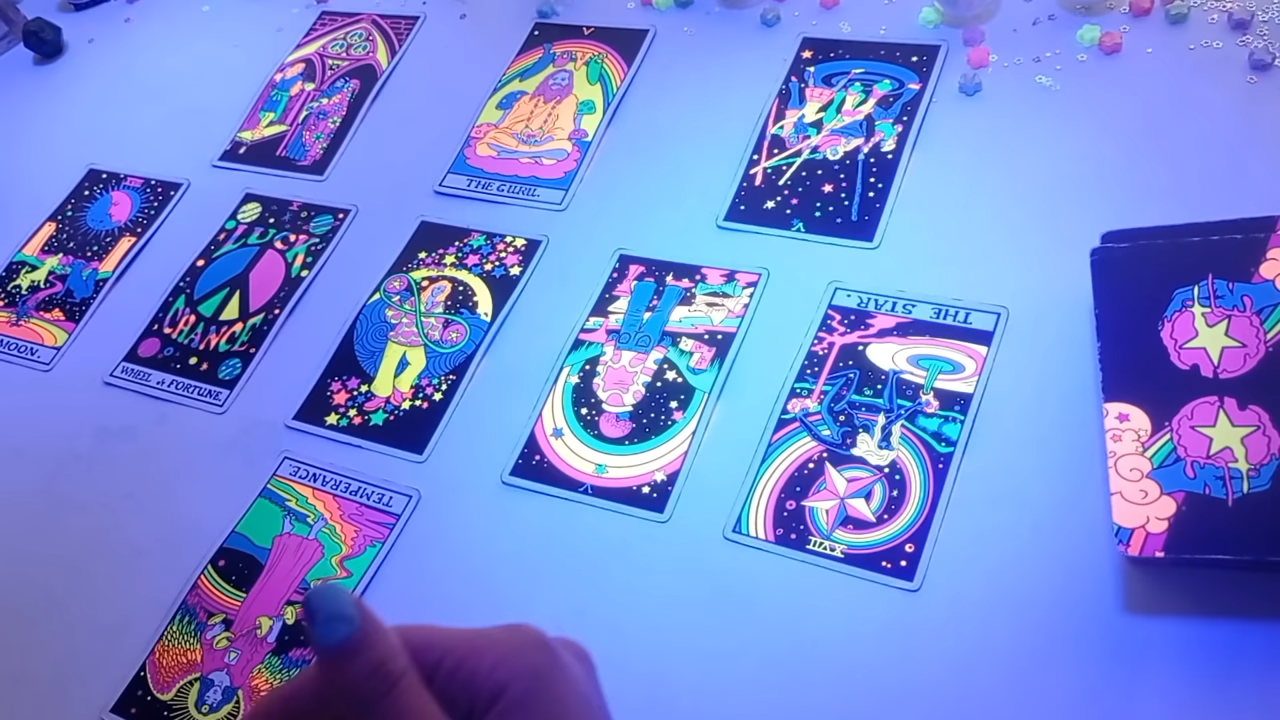 V
THE GURU.
MOON.
LUCK
CHANCE
WHEEL of FORTUNE.
THE STAR.
XVII
TEMPERANCE.